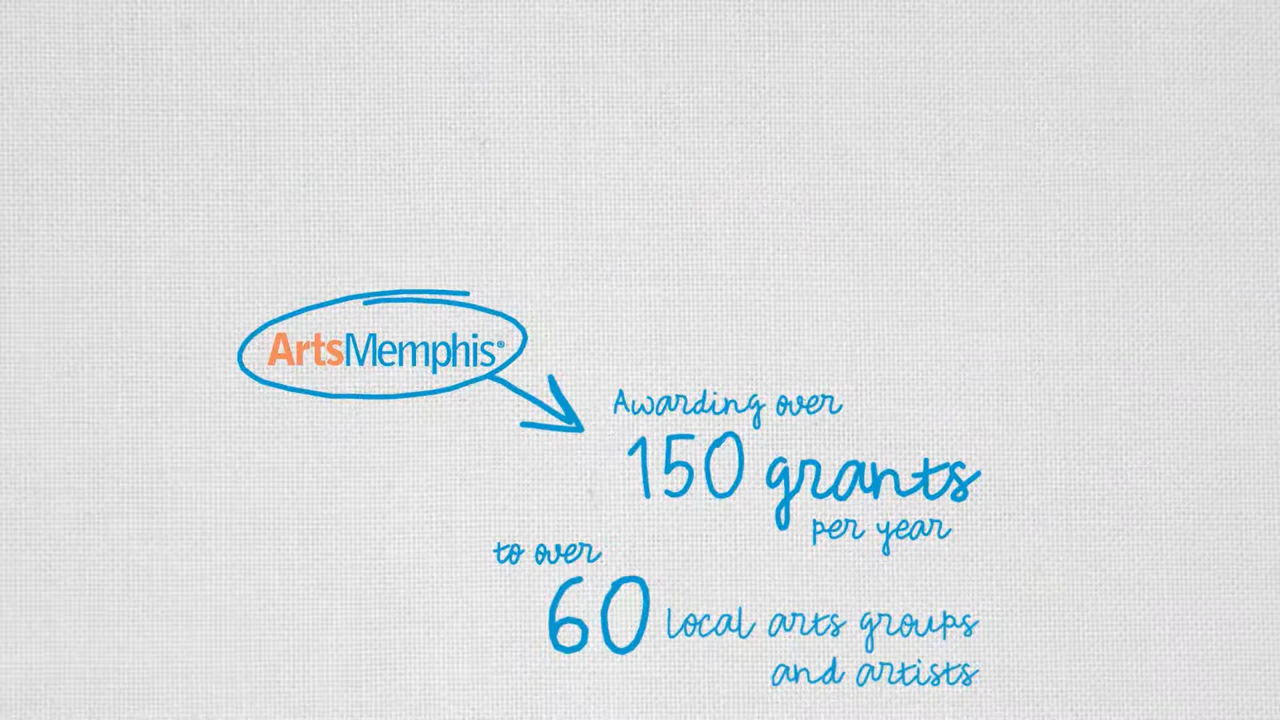 ArtsMemphis®
Awarding over
150 grants
per year
to over
60 local arts groups
and artists